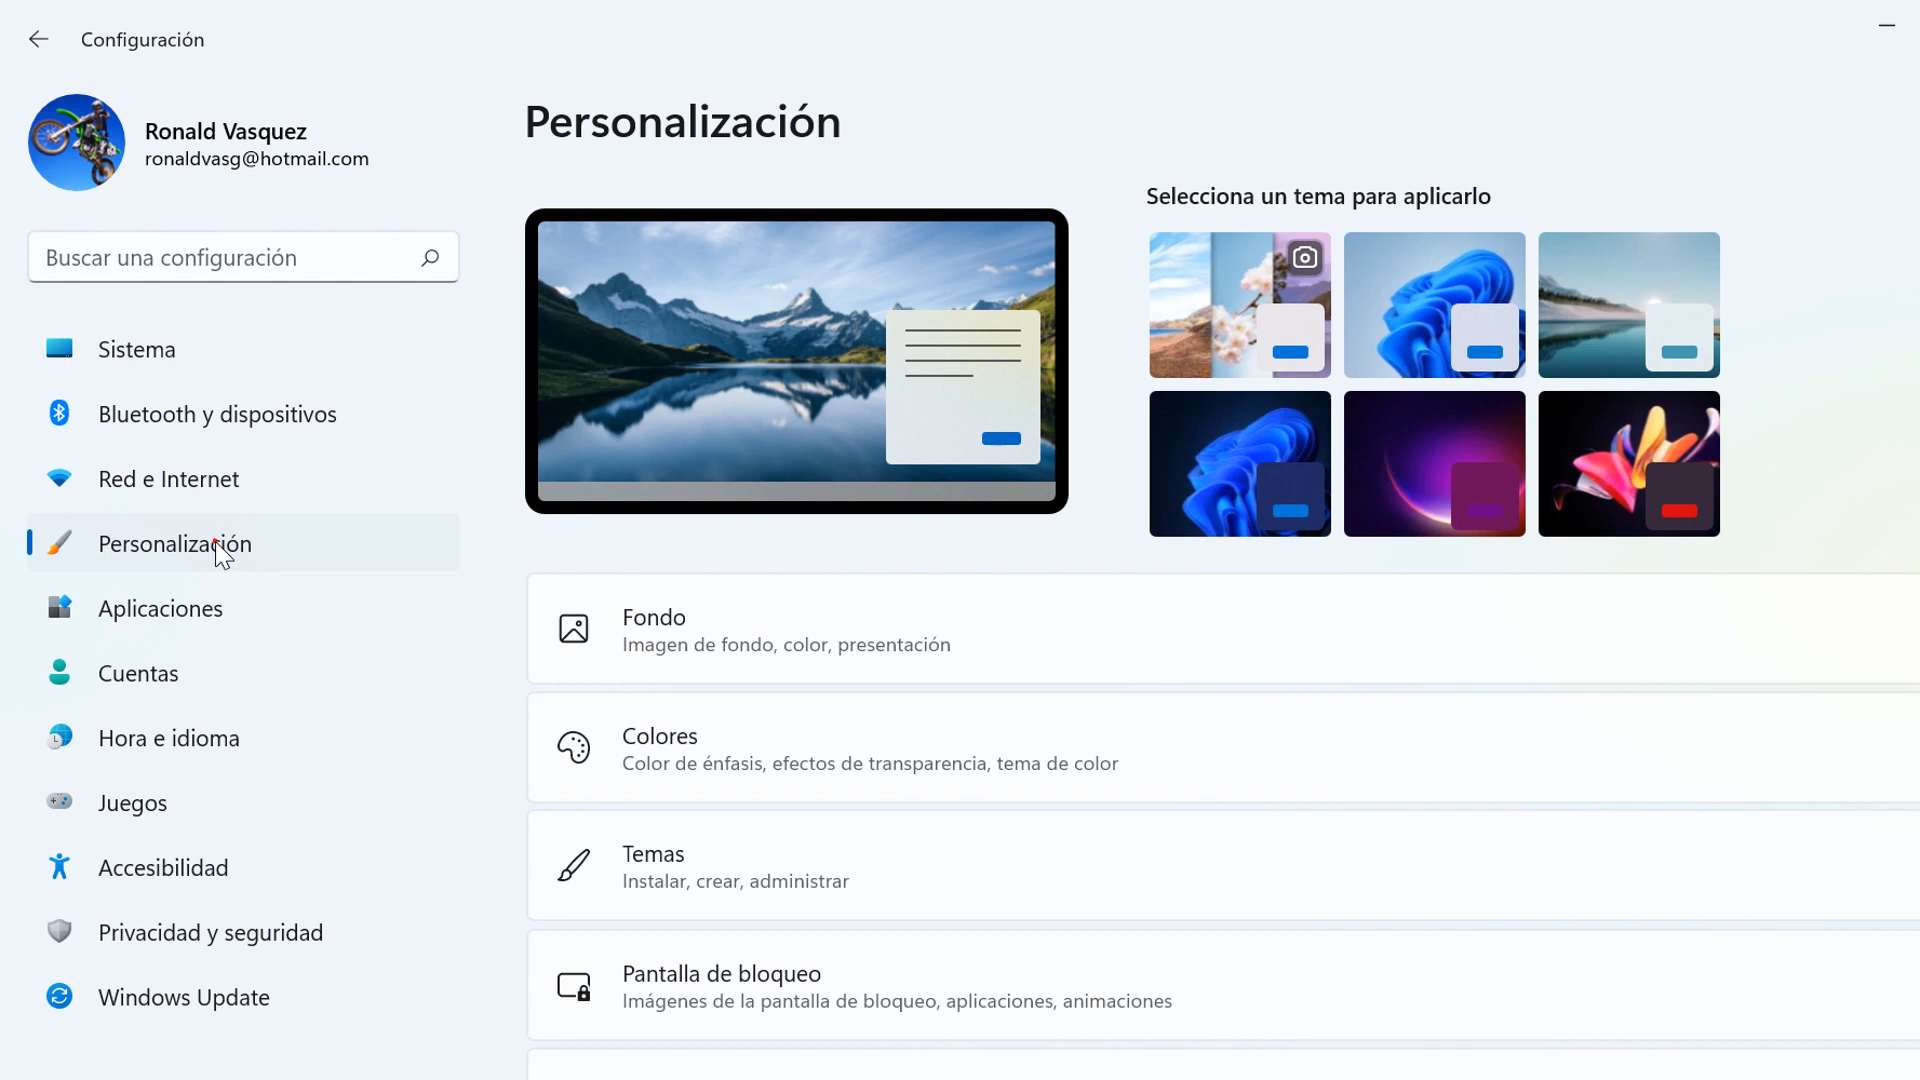 Configuración
Ronald Vasquez
ronaldvasg@hotmail.com
Buscar una configuración
Sistema
Bluetooth y dispositivos
Red e Internet
Personalización
Aplicaciones
Cuentas
Hora e idioma
Juegos
Accesibilidad
Privacidad y seguridad
Windows Update
Personalización
Selecciona un tema para aplicarlo
Fondo
Imagen de fondo, color, presentación
Colores
Color de énfasis, efectos de transparencia, tema de color
Temas
Instalar, crear, administrar
Pantalla de bloqueo
Imágenes de la pantalla de bloqueo, aplicaciones, animaciones